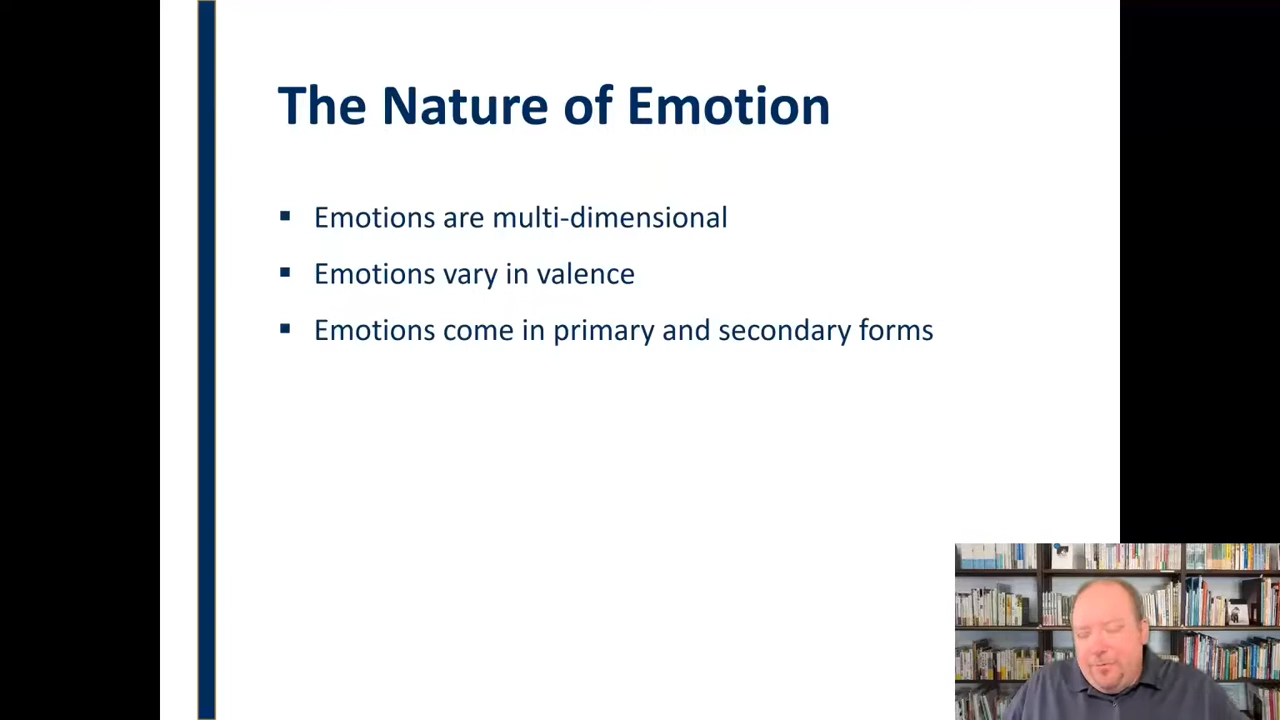 The Nature of Emotion
▪ Emotions are multi-dimensional
▪ Emotions vary in valence
▪ Emotions come in primary and secondary forms